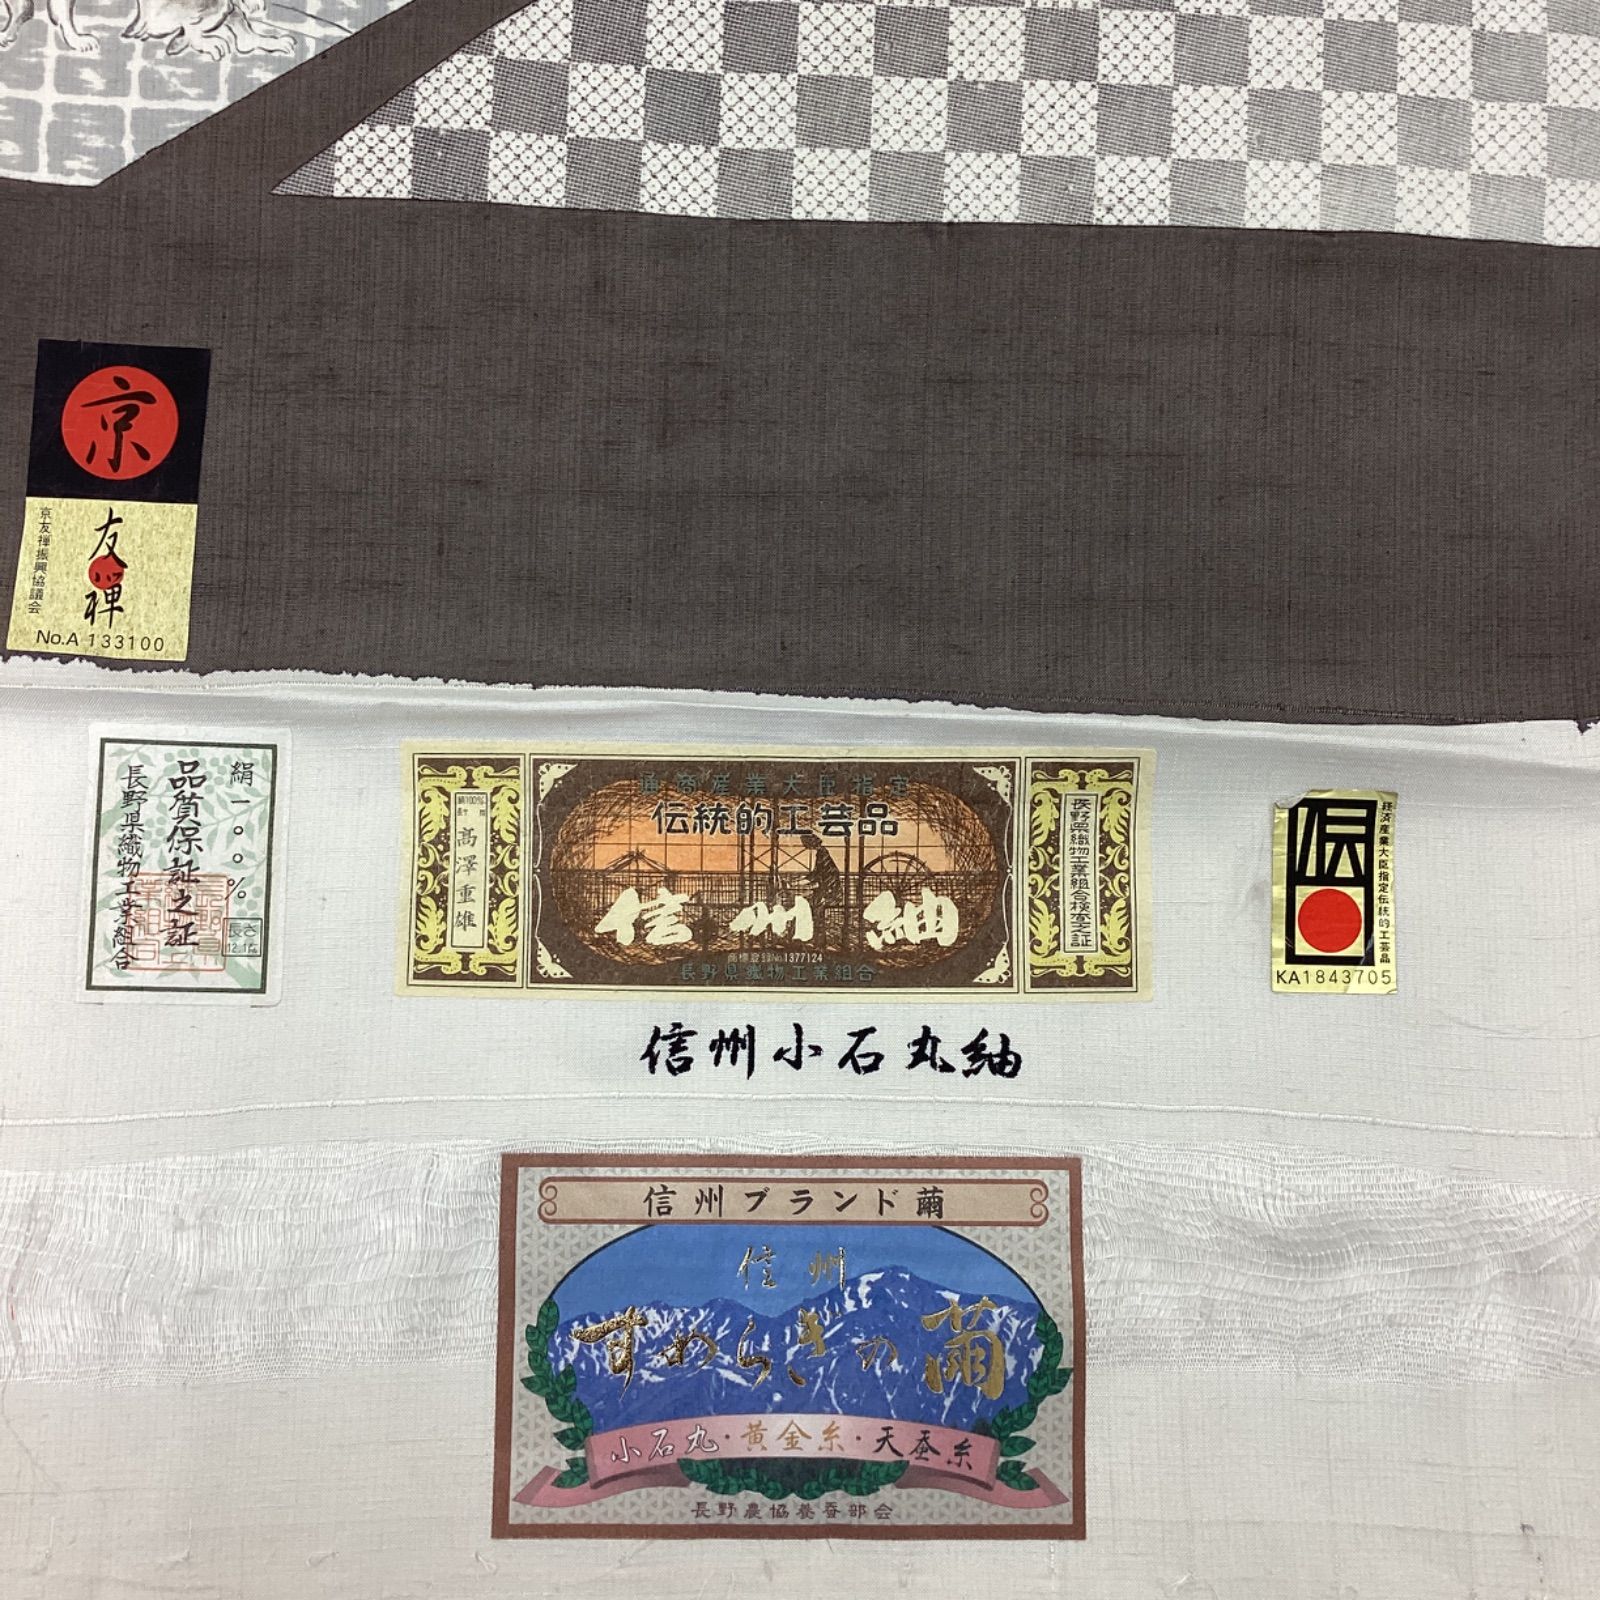 京
友禅
京友禅振興協議会
No.A 133100
絹一〇〇%
品質保証之証
長野県織物工業組合
通商産業大臣指定
伝統的工芸品
信州紬
商標登録No.1377124
長野県織物工業組合
絹100%
高澤重雄
長野県織物工業組合検査之証
伝
経済産業大臣指定伝統的工芸品
KA1843705
信州小石丸紬
信州ブランド繭
信州
すめらぎの繭
小石丸・黄金糸・天蚕糸
長野農協養蚕部会